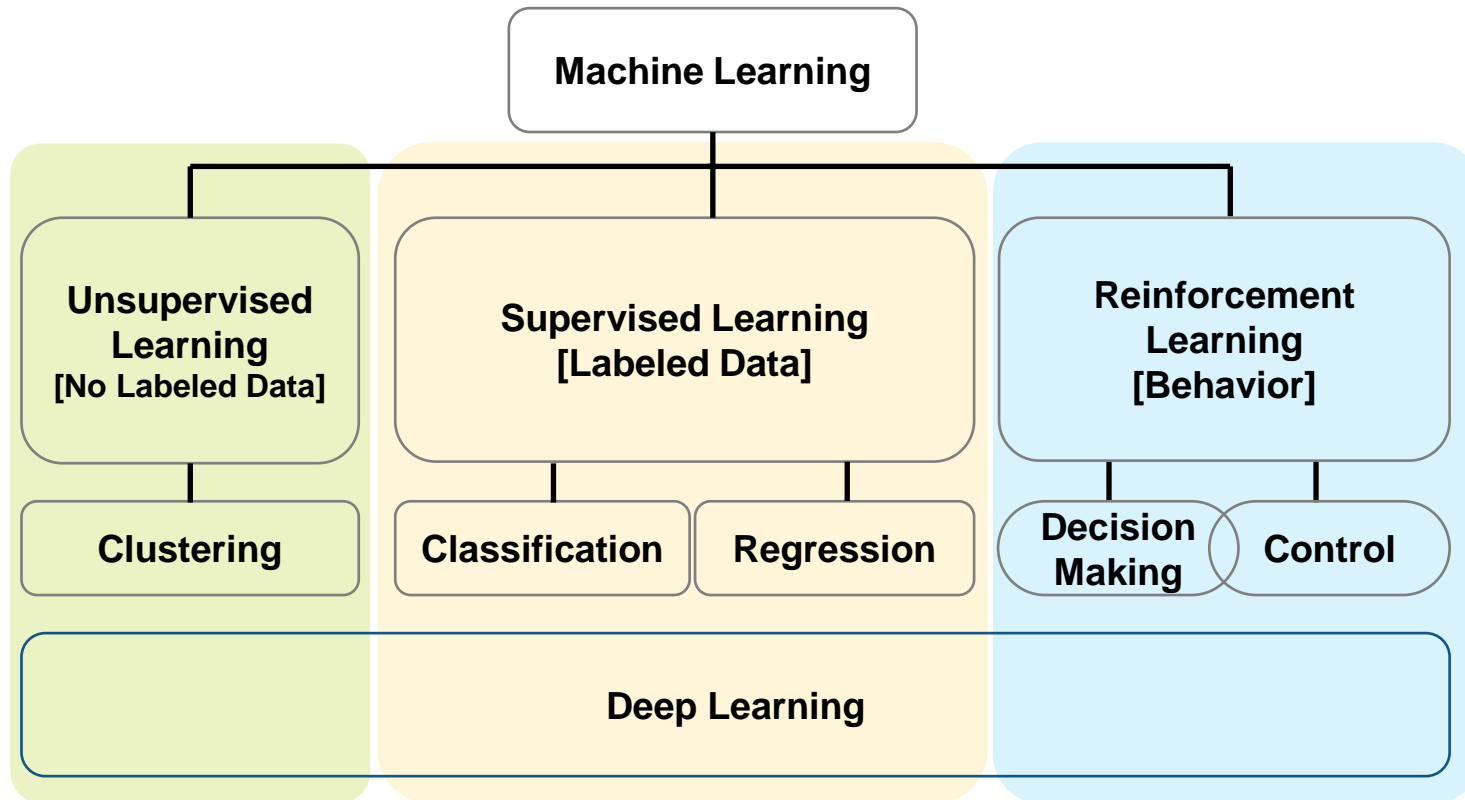 Machine Learning
Unsupervised
Learning
[No Labeled Data]
Supervised Learning
[Labeled Data]
Reinforcement
Learning
[Behavior]
Clustering
Classification
Regression
Decision
Making
Control
Deep Learning